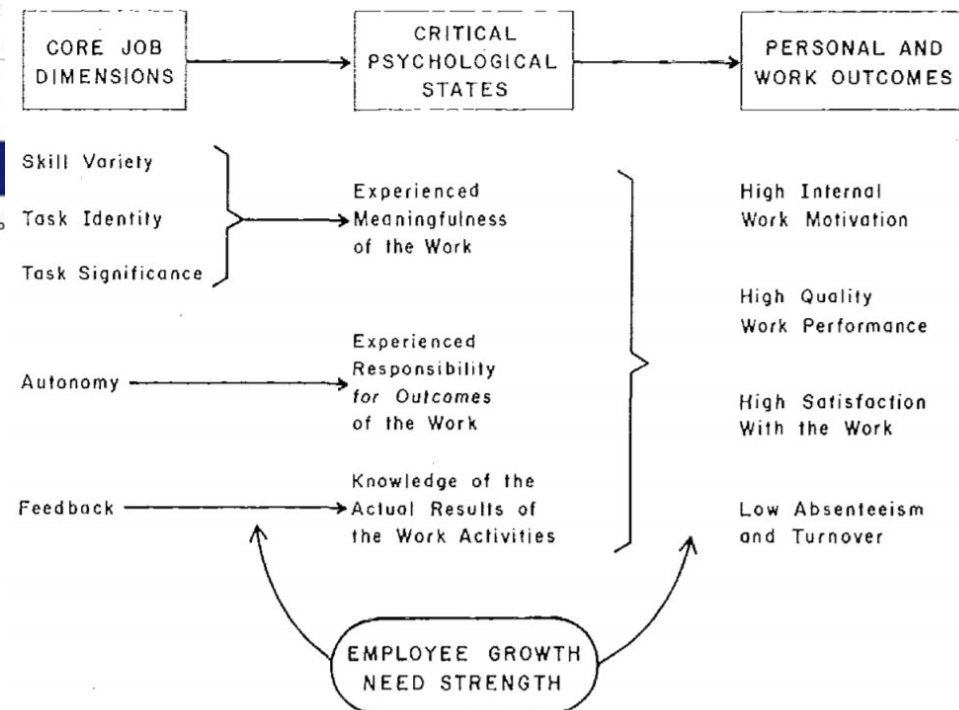 CORE JOB
DIMENSIONS
CRITICAL
PSYCHOLOGICAL
STATES
PERSONAL AND
WORK OUTCOMES
Skill Variety
Task Identity
Task Significance
Experienced
Meaningfulness
of the Work
High Internal
Work Motivation
High Quality
Work Performance
Autonomy
Experienced
Responsibility
for Outcomes
of the Work
High Satisfaction
With the Work
Feedback
Knowledge of the
Actual Results of
the Work Activities
Low Absenteeism
and Turnover
EMPLOYEE GROWTH
NEED STRENGTH